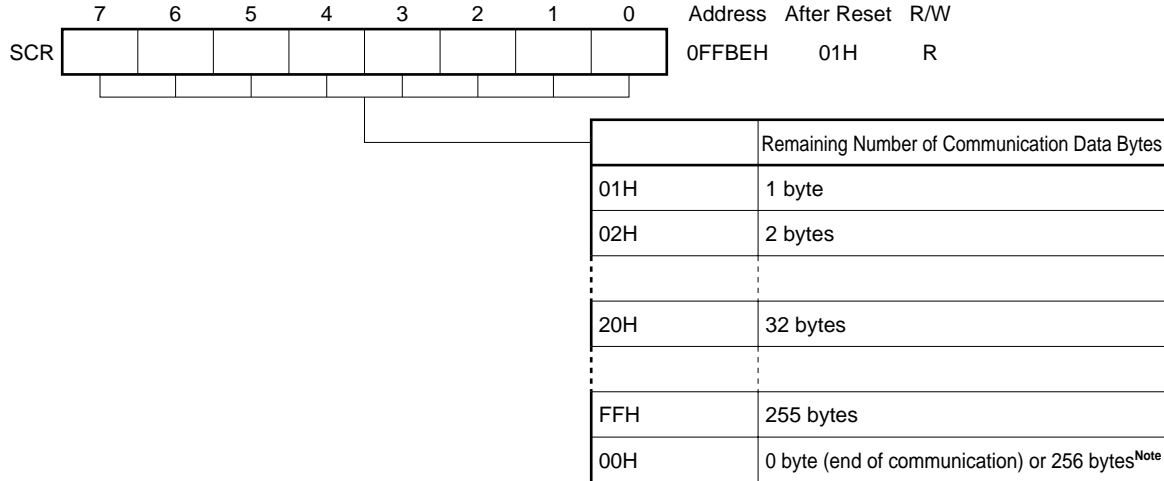 7 6 5 4 3 2 1 0 Address After Reset R/W
SCR 0FFBEH 01H R
Remaining Number of Communication Data Bytes
01H 1 byte
02H 2 bytes
20H 32 bytes
FFH 255 bytes
00H 0 byte (end of communication) or 256 bytesNote